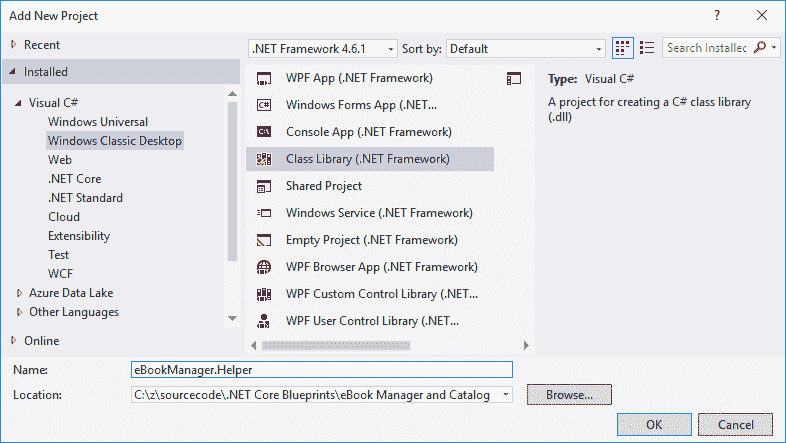 Add New Project
Recent
.NET Framework 4.6.1 Sort by: Default Search Installed
Installed
Visual C#
Windows Universal
Windows Classic Desktop
Web
.NET Core
.NET Standard
Cloud
Extensibility
Test
WCF
Azure Data Lake
Other Languages
Online
WPF App (.NET Framework)
Windows Forms App (.NET...
Console App (.NET Framework)
Class Library (.NET Framework)
Shared Project
Windows Service (.NET Framework)
Empty Project (.NET Framework)
WPF Browser App (.NET Framework)
WPF Custom Control Library (.NET...
WPF User Control Library (.NET...
Type: Visual C#
A project for creating a C# class library
(.dll)
Name: eBookManager.Helper
Location: C:\z\sourcecode\.NET Core Blueprints\eBook Manager and Catalog Browse...
OK Cancel